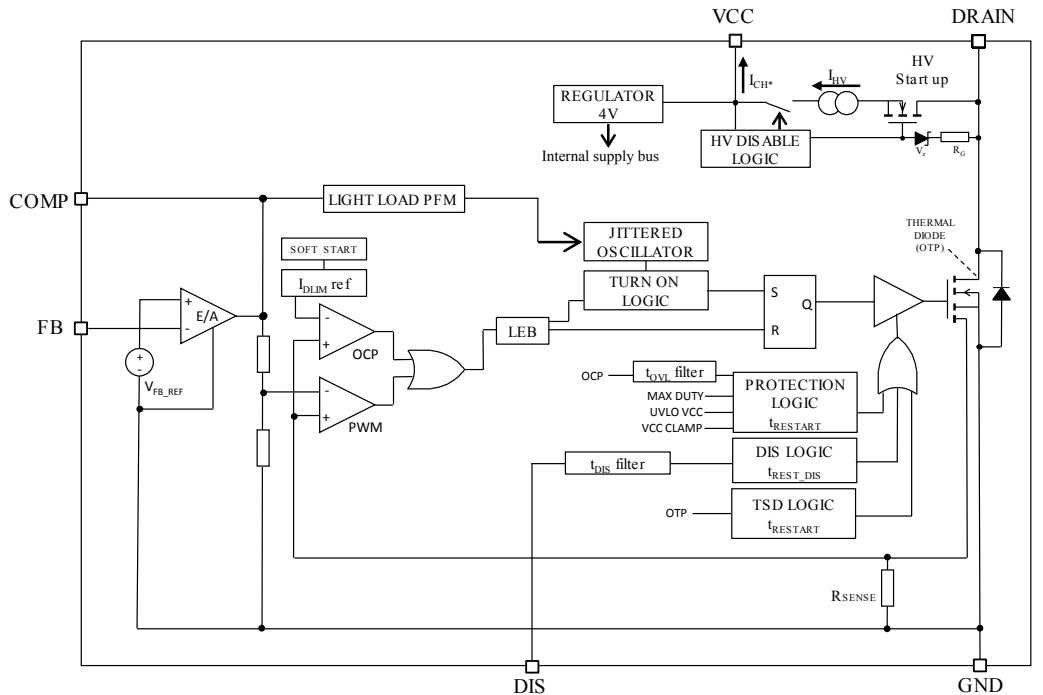 VCC
DRAIN
HV
Start up
I_HV
I_CH*
REGULATOR
4V
Internal supply bus
HV DISABLE
LOGIC
V_z
R_G
COMP
LIGHT LOAD PFM
JITTERED
OSCILLATOR
THERMAL
DIODE
(OTP)
SOFT START
I_DLIM ref
TURN ON
LOGIC
S
Q
R
+
E/A
-
FB
-
+
OCP
LEB
+
-
V_FB_REF
-
+
PWM
OCP
t_OVL filter
MAX DUTY
UVLO VCC
VCC CLAMP
PROTECTION
LOGIC
t_RESTART
t_DIS filter
DIS LOGIC
t_REST_DIS
OTP
TSD LOGIC
t_RESTART
R_SENSE
DIS
GND